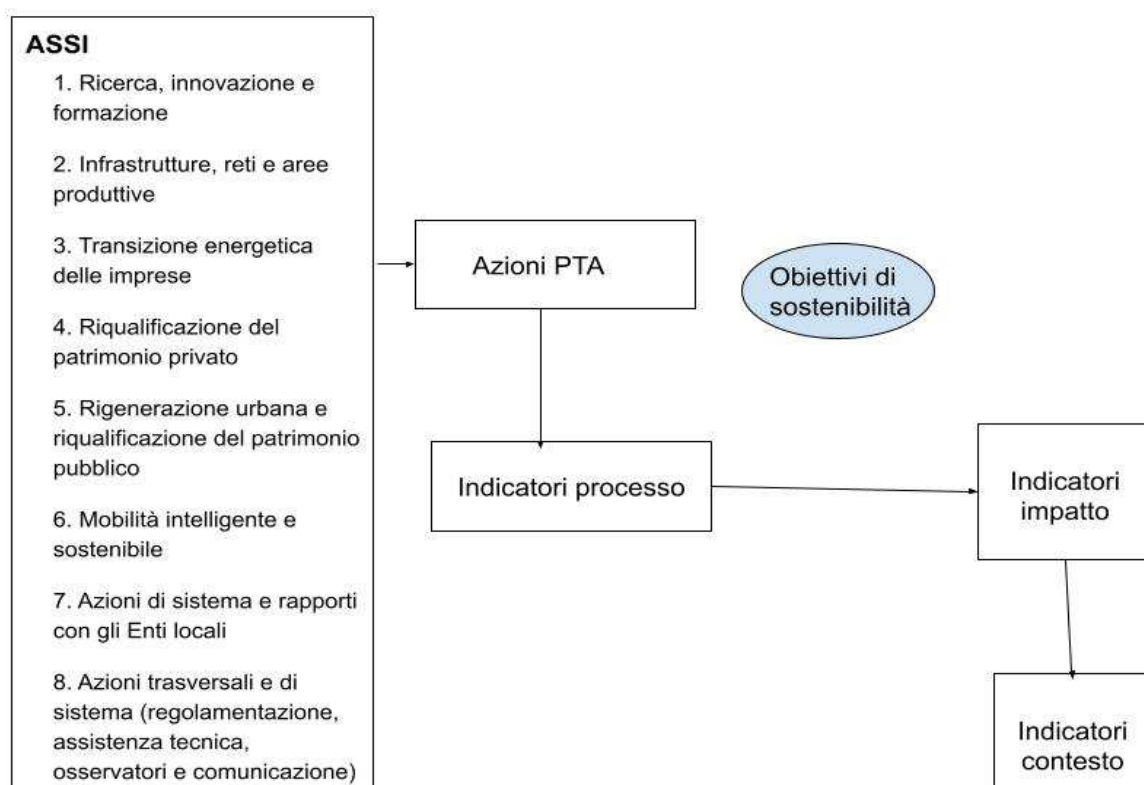 ASSI
1. Ricerca, innovazione e
formazione
2. Infrastrutture, reti e aree
produttive
3. Transizione energetica
delle imprese
4. Riqualificazione del
patrimonio privato
5. Rigenerazione urbana e
riqualificazione del patrimonio
pubblico
6. Mobilità intelligente e
sostenibile
7. Azioni di sistema e rapporti
con gli Enti locali
8. Azioni trasversali e di
sistema (regolamentazione,
assistenza tecnica,
osservatori e comunicazione)
Azioni PTA
Obiettivi di
sostenibilità
Indicatori processo
Indicatori
impatto
Indicatori
contesto